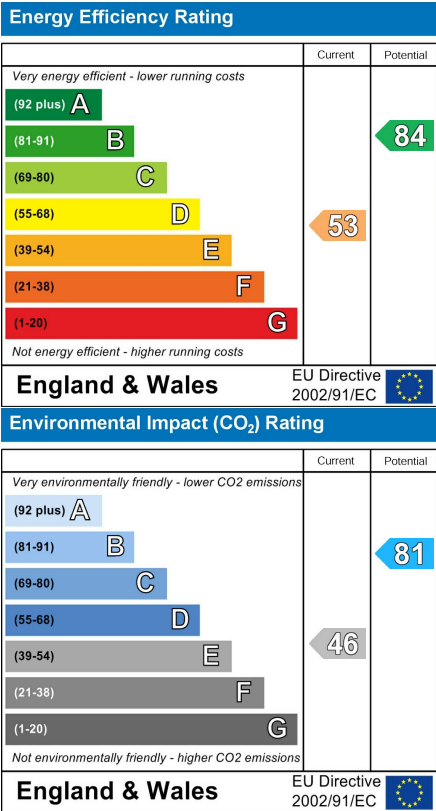 Energy Efficiency Rating
Current Potential
Very energy efficient - lower running costs
(92 plus) A
(81-91) B
84
(69-80) C
(55-68) D
53
(39-54) E
(21-38) F
(1-20) G
Not energy efficient - higher running costs
England & Wales
EU Directive
2002/91/EC
Environmental Impact (CO₂) Rating
Current Potential
Very environmentally friendly - lower CO2 emissions
(92 plus) A
(81-91) B
81
(69-80) C
(55-68) D
(39-54) E
46
(21-38) F
(1-20) G
Not environmentally friendly - higher CO2 emissions
England & Wales
EU Directive
2002/91/EC